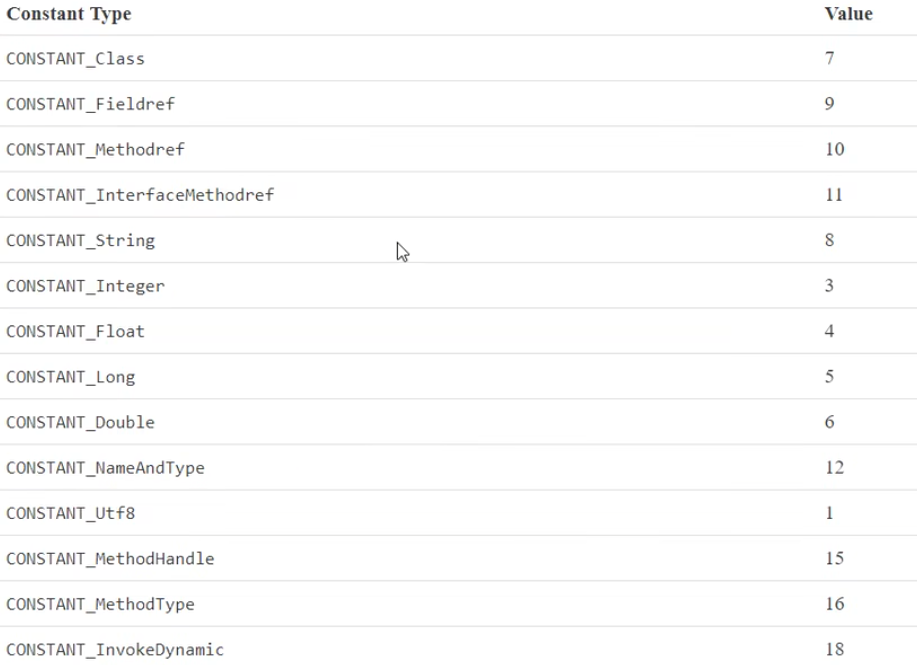 Constant Type Value
CONSTANT_Class 7
CONSTANT_Fieldref 9
CONSTANT_Methodref 10
CONSTANT_InterfaceMethodref 11
CONSTANT_String 8
CONSTANT_Integer 3
CONSTANT_Float 4
CONSTANT_Long 5
CONSTANT_Double 6
CONSTANT_NameAndType 12
CONSTANT_Utf8 1
CONSTANT_MethodHandle 15
CONSTANT_MethodType 16
CONSTANT_InvokeDynamic 18